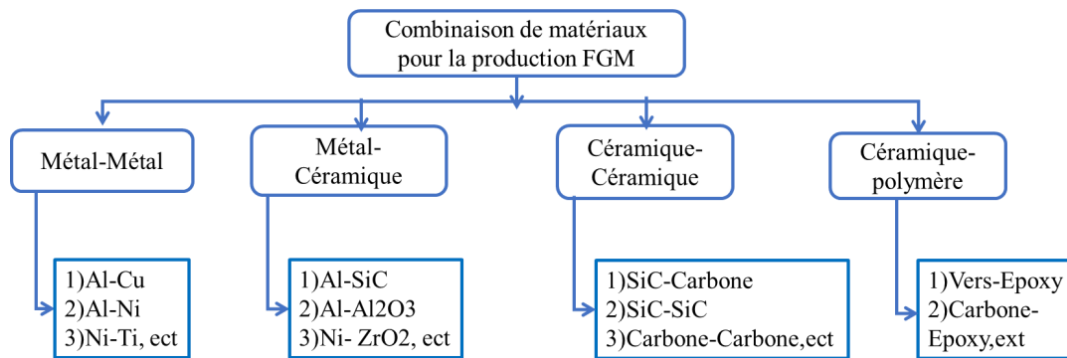 Combinaison de matériaux
pour la production FGM
Métal-Métal
Métal-
Céramique
Céramique-
Céramique
Céramique-
polymère
1)Al-Cu
2)Al-Ni
3)Ni-Ti, ect
1)Al-SiC
2)Al-Al2O3
3)Ni- ZrO2, ect
1)SiC-Carbone
2)SiC-SiC
3)Carbone-Carbone,ect
1)Vers-Epoxy
2)Carbone-
Epoxy,ext